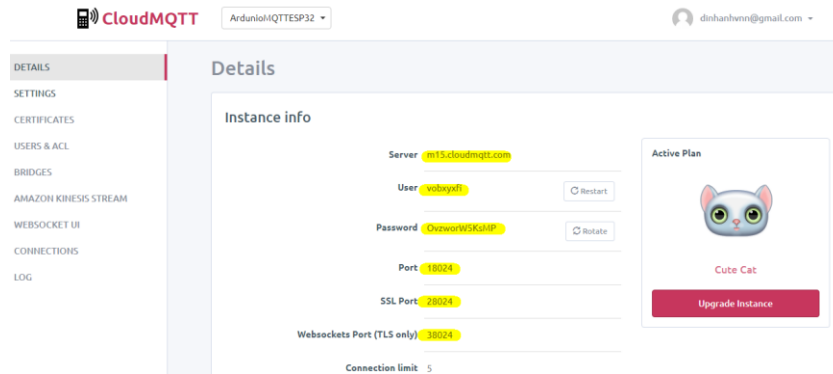 CloudMQTT
ArdunioMQTTESP32
dinhanhvnn@gmail.com
DETAILS
SETTINGS
CERTIFICATES
USERS & ACL
BRIDGES
AMAZON KINESIS STREAM
WEBSOCKET UI
CONNECTIONS
LOG
Details
Instance info
Server m15.cloudmqtt.com
User vobxyxfi Restart
Password OvzworW5KsMP Rotate
Port 18024
SSL Port 28024
Websockets Port (TLS only) 38024
Connection limit 5
Active Plan
Cute Cat
Upgrade Instance